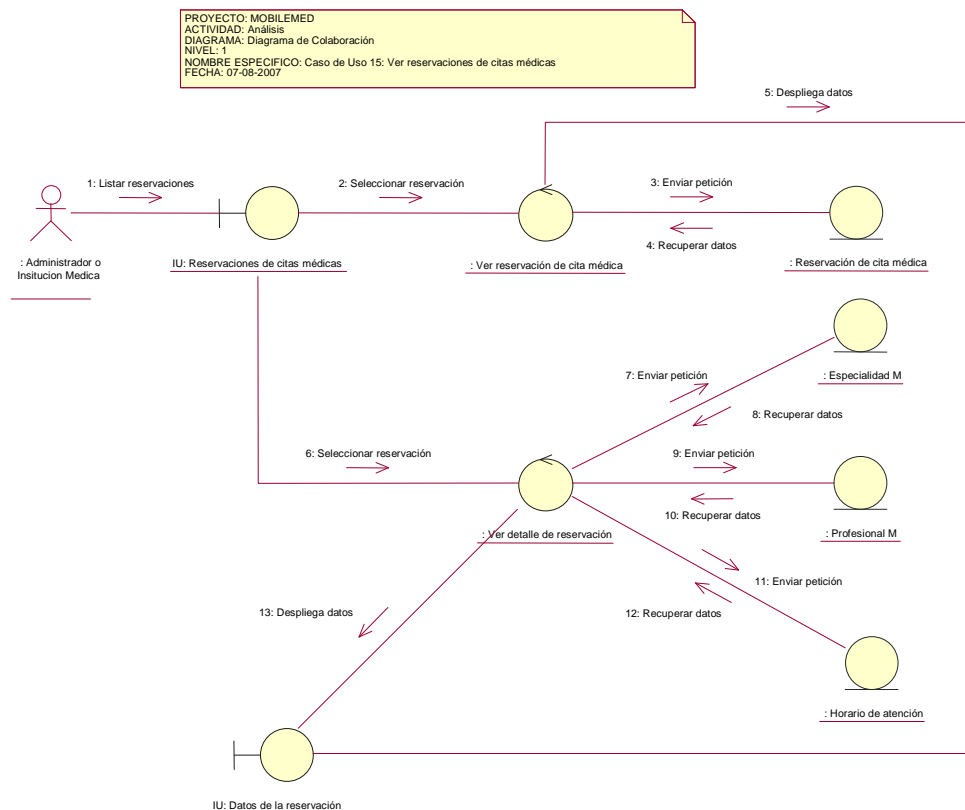 PROYECTO: MOBILEMED
ACTIVIDAD: Análisis
DIAGRAMA: Diagrama de Colaboración
NIVEL: 1
NOMBRE ESPECIFICO: Caso de Uso 15: Ver reservaciones de citas médicas
FECHA: 07-08-2007
5: Despliega datos
1: Listar reservaciones
2: Seleccionar reservación
3: Enviar petición
4: Recuperar datos
: Administrador o
Insitucion Medica
IU: Reservaciones de citas médicas
: Ver reservación de cita médica
: Reservación de cita médica
7: Enviar petición
: Especialidad M
8: Recuperar datos
6: Seleccionar reservación
9: Enviar petición
10: Recuperar datos
: Ver detalle de reservación
: Profesional M
11: Enviar petición
13: Despliega datos
12: Recuperar datos
: Horario de atención
IU: Datos de la reservación